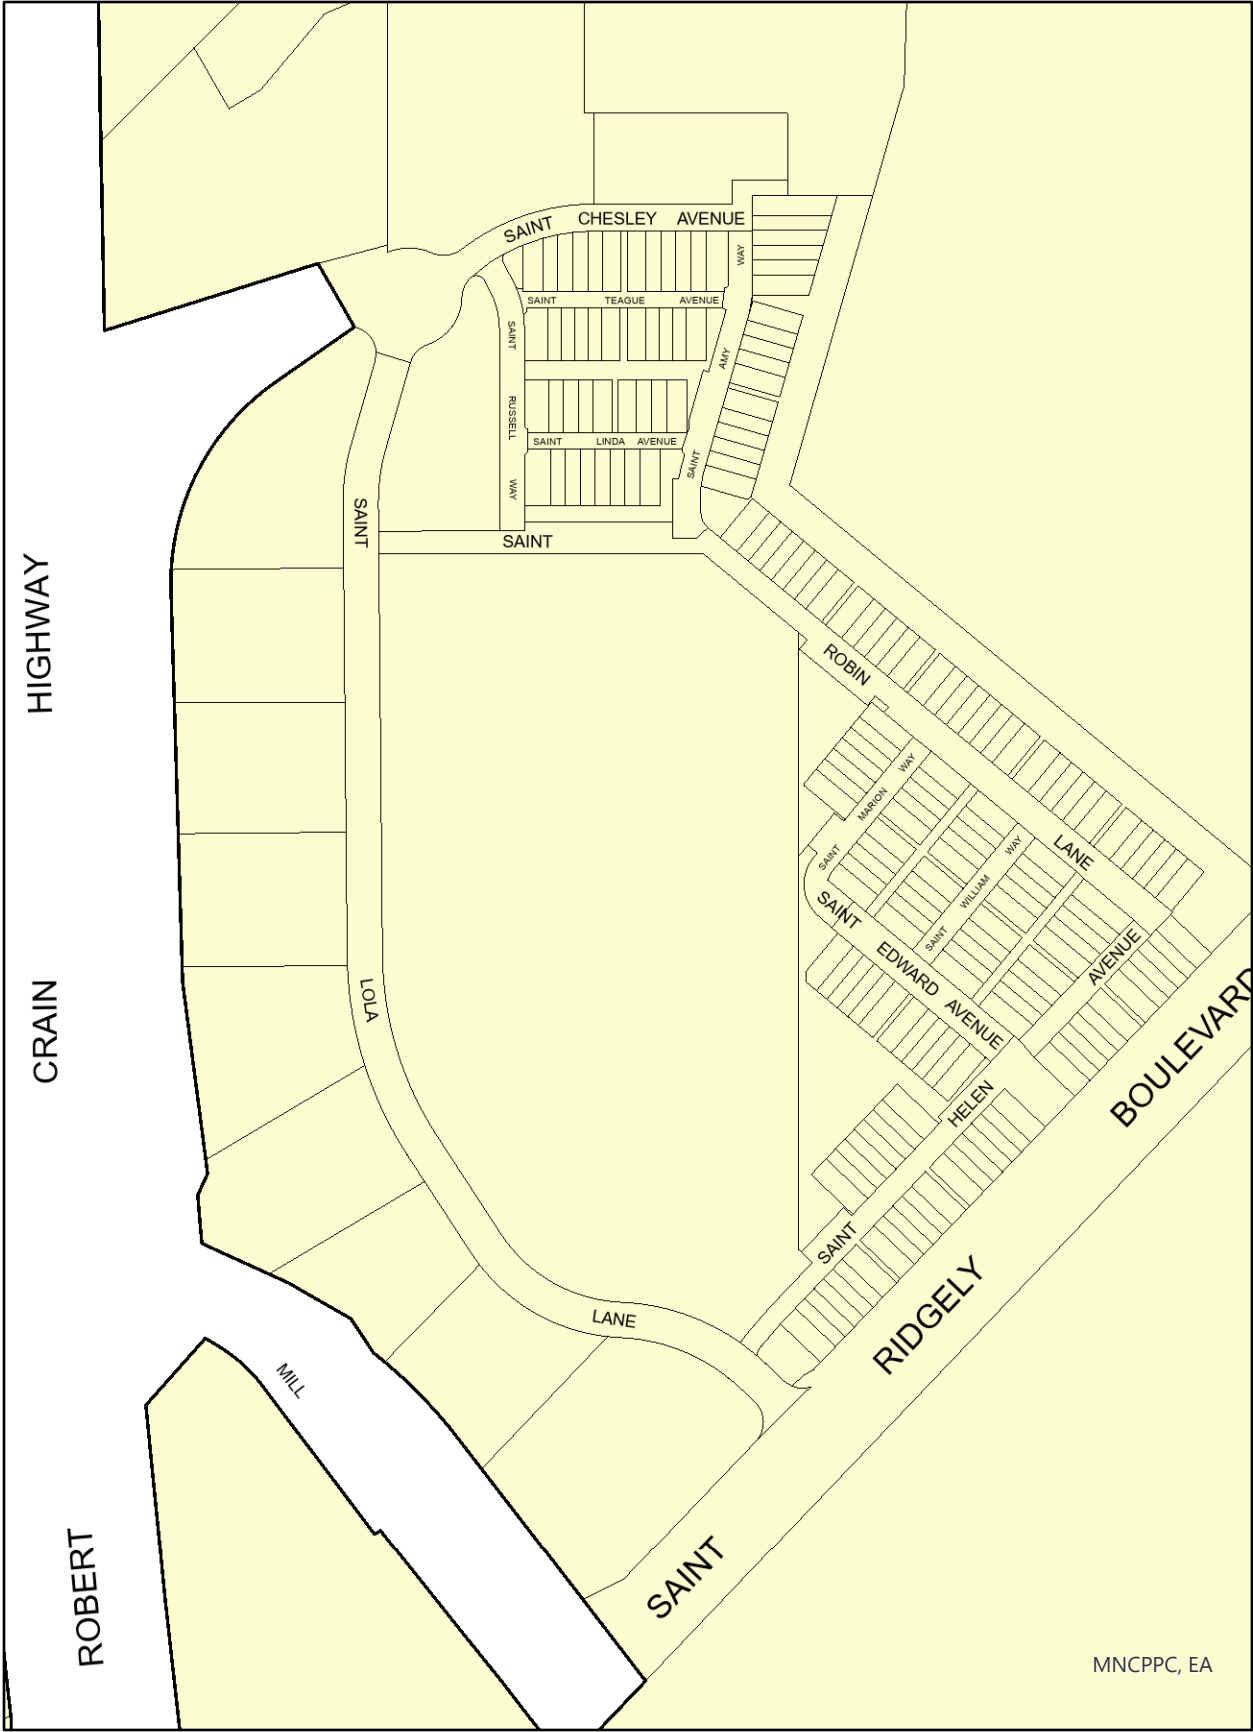 SAINT CHESLEY AVENUE
WAY
SAINT TEAGUE AVENUE
SAINT
AMY
RUSSELL
SAINT LINDA AVENUE
SAINT
WAY
SAINT
SAINT
HIGHWAY
ROBIN
WAY
MARION
SAINT
WAY
LANE
WILLIAM
SAINT
SAINT
EDWARD
AVENUE
AVENUE
LOLA
CRAIN
BOULEVARD
HELEN
SAINT
RIDGELY
LANE
MILL
SAINT
ROBERT
MNCPPC, EA